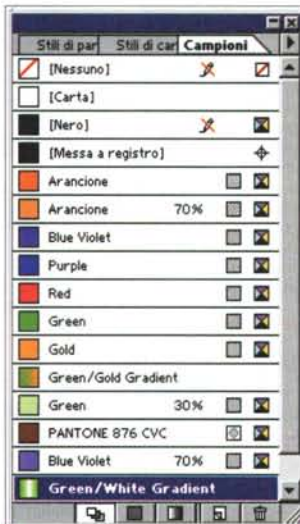 Stili di par Stili di car Campioni
[Nessuno]
[Carta]
[Nero]
[Messa a registro]
Arancione
Arancione 70%
Blue Violet
Purple
Red
Green
Gold
Green/Gold Gradient
Green 30%
PANTONE 876 CVC
Blue Violet 70%
Green/White Gradient